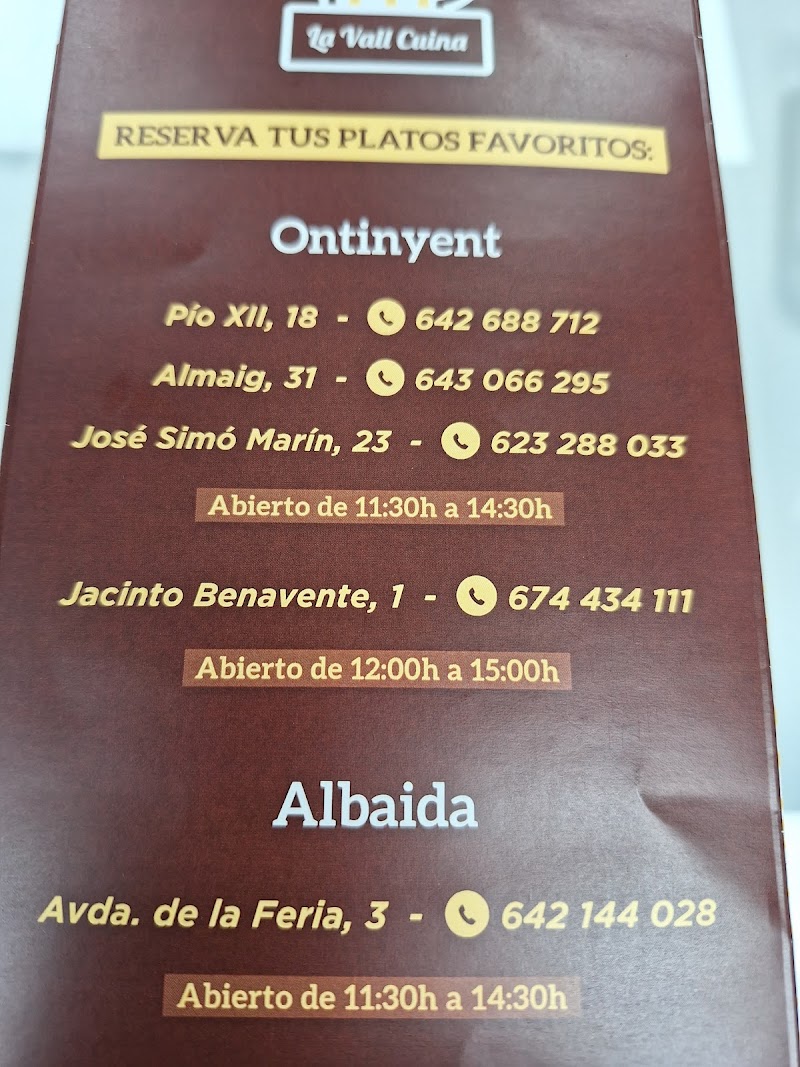 La Vall Cuina
RESERVA TUS PLATOS FAVORITOS:
Ontinyent
Pío XII, 18 - 642 688 712
Almaig, 31 - 643 066 295
José Simó Marín, 23 - 623 288 033
Abierto de 11:30h a 14:30h
Jacinto Benavente, 1 - 674 434 111
Abierto de 12:00h a 15:00h
Albaida
Avda. de la Feria, 3 - 642 144 028
Abierto de 11:30h a 14:30h